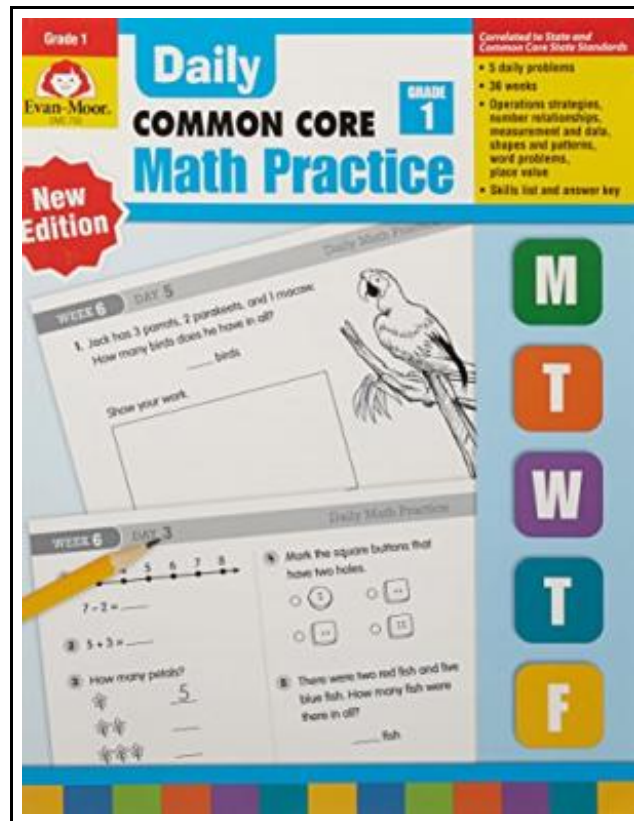 Grade 1
Evan-Moor.
New
Edition
Daily
COMMON CORE
Math Practice
GRADE
1
Correlated to State and
Common Core State Standards
• 5 daily problems
• 36 weeks
• Operations strategies,
number relationships,
measurement and data,
shapes and patterns,
word problems,
place value
• Skills list and answer key
WEEK 6 DAY 5
Daily Math Practice
1. Jack has 3 parrots, 2 parakeets, and 1 macaw.
How many birds does he have in all?
____ birds
Show your work.
WEEK 6 DAY 3
Daily Math Practice
5 6 7 8
7 – 2 = ____
2 5 + 3 = ____
3 How many petals?
5
4 Mark the square buttons that
have two holes.
5 There were two red fish and five
blue fish. How many fish were
there in all?
____ fish
M
T
W
T
F